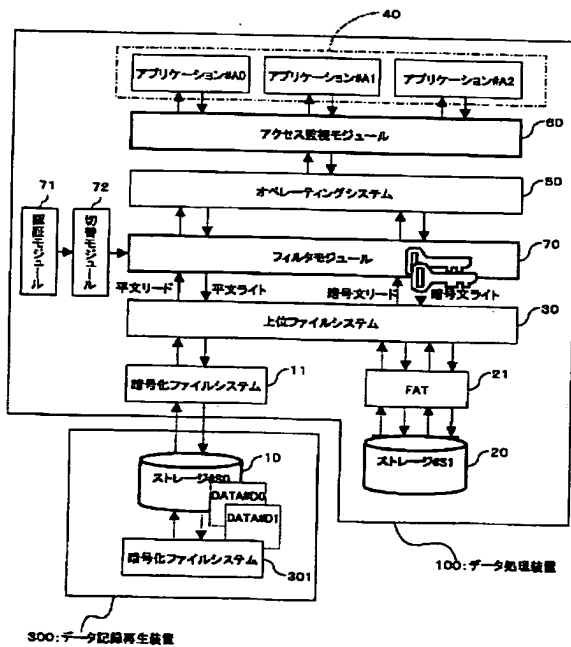 40
アプリケーション#A0
アプリケーション#A1
アプリケーション#A2
60
アクセス監視モジュール
50
オペレーティングシステム
71
72
切替モジュール
70
フィルタモジュール
平文リード
平文ライト
暗号文リード
暗号文ライト
30
上位ファイルシステム
11
暗号化ファイルシステム
21
FAT
10
ストレージ#S0
20
ストレージ#S1
DATA#D0
DATA#D1
暗号化ファイルシステム
301
100:データ処理装置
300:データ記録再生装置